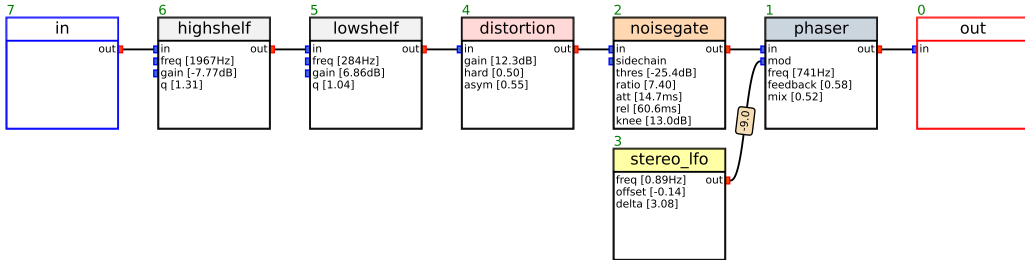 7
in
out
6
highshelf
in out
freq [1967Hz]
gain [-7.77dB]
q [1.31]
5
lowshelf
in out
freq [284Hz]
gain [6.86dB]
q [1.04]
4
distortion
in out
gain [12.3dB]
hard [0.50]
asym [0.55]
2
noisegate
in out
sidechain
thres [-25.4dB]
ratio [7.40]
att [14.7ms]
rel [60.6ms]
knee [13.0dB]
1
phaser
in out
mod
freq [741Hz]
feedback [0.58]
mix [0.52]
0
out
in
-9.0
3
stereo_lfo
freq [0.89Hz] out
offset [-0.14]
delta [3.08]